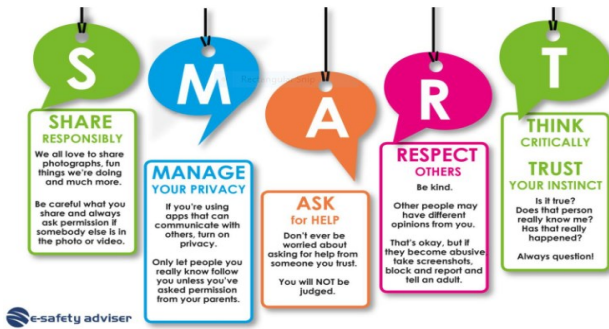 S
SHARE
RESPONSIBLY
We all love to share
photographs, fun
things we're doing
and much more.
Be careful what you
share and always
ask permission if
somebody else is in
the photo or video.
M
MANAGE
YOUR PRIVACY
If you're using
apps that can
communicate with
others, turn on
privacy.
Only let people you
really know follow
you unless you've
asked permission
from your parents.
A
ASK
for HELP
Don't ever be
worried about
asking for help from
someone you trust.
You will NOT be
judged.
R
RESPECT
OTHERS
Be kind.
Other people may
have different
opinions from you.
That's okay, but if
they become abusive
take screenshots,
block and report and
tell an adult.
T
THINK
CRITICALLY
TRUST
YOUR INSTINCT
Is it true?
Does that person
really know me?
Has that really
happened?
Always question!
e-safety adviser